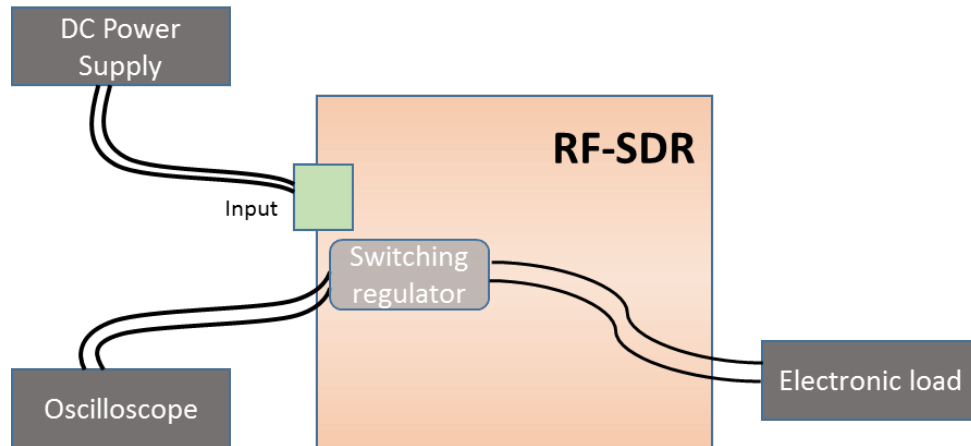 DC Power
Supply
RF-SDR
Input
Switching
regulator
Electronic load
Oscilloscope